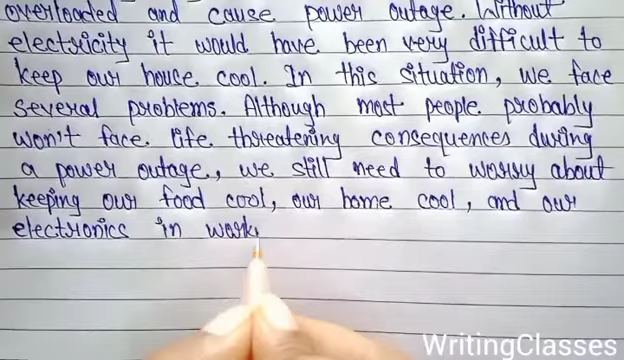 overloaded and cause power outage. Without
electricity it would have been very difficult to
keep our house cool. In this situation, we face
several problems. Although most people probably
won't face life threatening consequences during
a power outage, we still need to worry about
keeping our food cool, our home cool, and our
electronics in work
WritingClasses